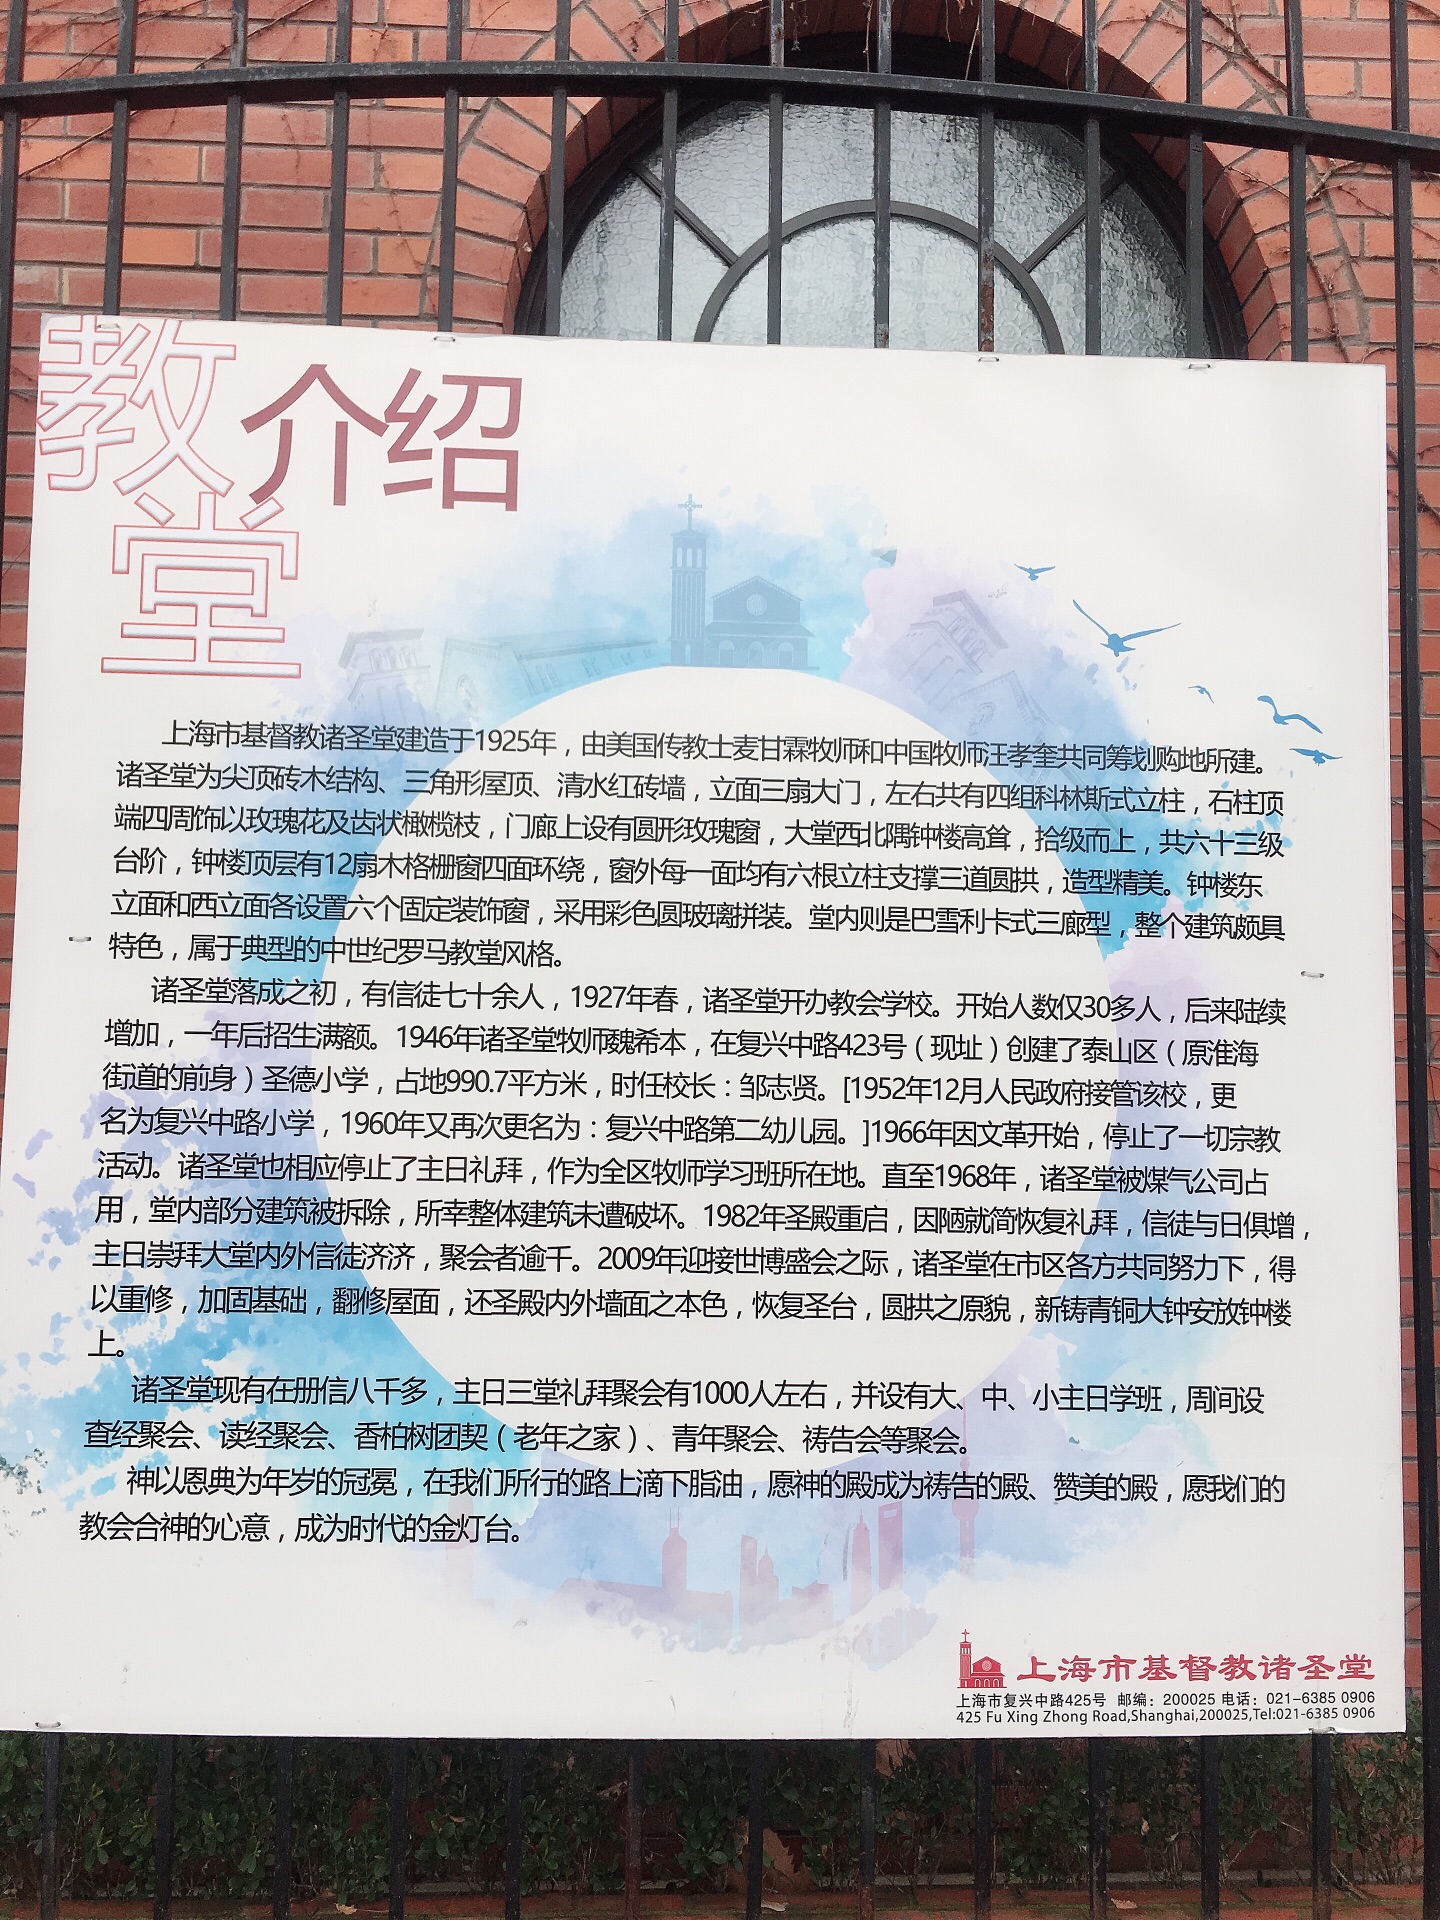 教堂介绍
上海市基督教诸圣堂建造于1925年，由美国传教士麦甘霖牧师和中国牧师汪孝奎共同筹划购地所建。
诸圣堂为尖顶砖木结构、三角形屋顶、清水红砖墙，立面三扇大门，左右共有四组科林斯式立柱，石柱顶
端四周饰以玫瑰花及齿状橄榄枝，门廊上设有圆形玫瑰窗，大堂西北隅钟楼高耸，拾级而上，共六十三级
台阶，钟楼顶层有12扇木格栅窗四面环绕，窗外每一面均有六根立柱支撑三道圆拱，造型精美。钟楼东
立面和西立面各设置六个固定装饰窗，采用彩色圆玻璃拼装。堂内则是巴雪利卡式三廊型，整个建筑颇具
特色，属于典型的中世纪罗马教堂风格。
诸圣堂落成之初，有信徒七十余人，1927年春，诸圣堂开办教会学校。开始人数仅30多人，后来陆续
增加，一年后招生满额。1946年诸圣堂牧师魏希本，在复兴中路423号（现址）创建了泰山区（原淮海
街道的前身）圣德小学，占地990.7平方米，时任校长：邹志贤。[1952年12月人民政府接管该校，更
名为复兴中路小学，1960年又再次更名为：复兴中路第二幼儿园。]1966年因文革开始，停止了一切宗教
活动。诸圣堂也相应停止了主日礼拜，作为全区牧师学习班所在地。直至1968年，诸圣堂被煤气公司占
用，堂内部分建筑被拆除，所幸整体建筑未遭破坏。1982年圣殿重启，因陋就简恢复礼拜，信徒与日俱增，
主日崇拜大堂内外信徒济济，聚会者逾千。2009年迎接世博盛会之际，诸圣堂在市区各方共同努力下，得
以重修，加固基础，翻修屋面，还圣殿内外墙面之本色，恢复圣台，圆拱之原貌，新铸青铜大钟安放钟楼
上。
诸圣堂现有在册信八千多，主日三堂礼拜聚会有1000人左右，并设有大、中、小主日学班，周间设
查经聚会、读经聚会、香柏树团契（老年之家）、青年聚会、祷告会等聚会。
神以恩典为年岁的冠冕，在我们所行的路上滴下脂油，愿神的殿成为祷告的殿、赞美的殿，愿我们的
教会合神的心意，成为时代的金灯台。
上海市基督教诸圣堂
上海市复兴中路425号 邮编：200025 电话：021-6385 0906
425 Fu Xing Zhong Road,Shanghai,200025,Tel:021-6385 0906